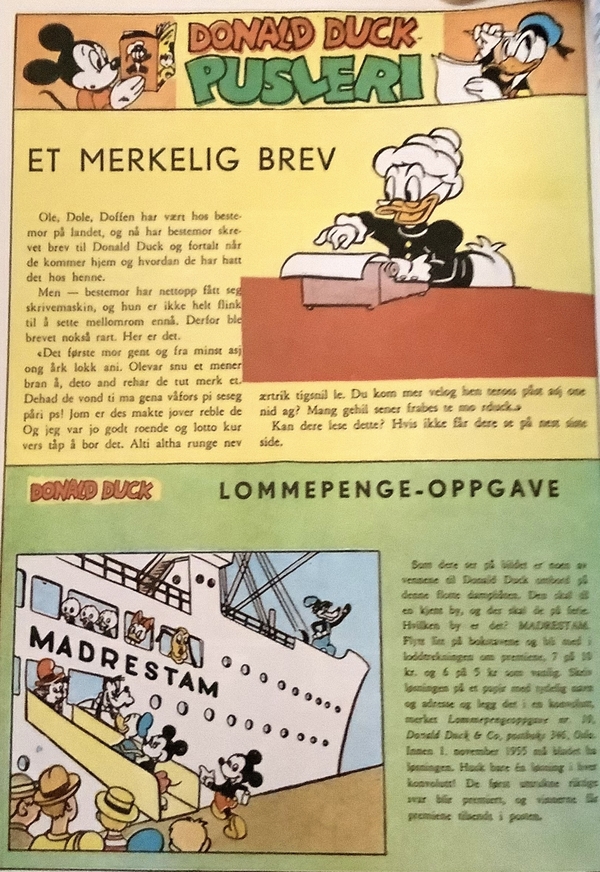 DONALD DUCK
PUSLERI
ET MERKELIG BREV
Ole, Dole, Doffen har vært hos beste-
mor på landet, og nå har bestemor skre-
vet brev til Donald Duck og fortalt når
de kommer hjem og hvordan de har hatt
det hos henne.
Men — bestemor har nettopp fått seg
skrivemaskin, og hun er ikke helt flink
til å sette mellomrom ennå. Derfor ble
brevet nokså rart. Her er det.
«Det første mor gent og fra minst asj
ong årk lokk ani. Olevar snu et mener
bran å, deto and rehar de tut merk et.
Dehad de vond ti ma gena våfors pi seseg
påri ps! Jom er des makte jover reble de
Og jeg var jo godt roende og lotto kur
vers tåp å bor det. Alti altha runge nev
ærtrik tigsnil le. Du kom mer velog hen
nid ag? Mang gehil sener frabes te mo rduck.»
Kan dere lese dette? Hvis ikke får dere se på nest siste
side.
DONALD DUCK
LOMMEPENGE-OPPGAVE
MADRESTAM
Som dere ser på bildet er noen av
vennene til Donald Duck ombord på
denne flotte dampbåten. Den skal til
en kjent by, og der skal de på ferie.
Hvilken by er det? MADRESTAM.
Flytt litt på bokstavene og bli med i
loddtrekningen om premiene, 7 på 10
kr. og 6 på 5 kr som vanlig. Skriv
løsningen på et papir med tydelig navn
og adresse og legg det i en konvolutt,
merket Lommepengeoppgave nr. 10,
Donald Duck & Co, postboks 346, Oslo.
Innen 1. november 1955 må bladet ha
løsningen. Husk bare én løsning i hver
konvolutt! De først uttrukne riktige
svar blir premiert, og vinnerne får
premiene tilsendt i posten.